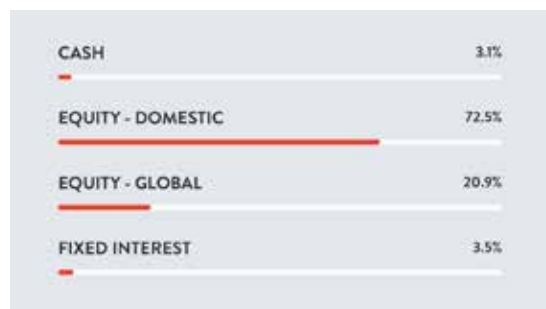 CASH 3.1%
EQUITY - DOMESTIC 72.5%
EQUITY - GLOBAL 20.9%
FIXED INTEREST 3.5%